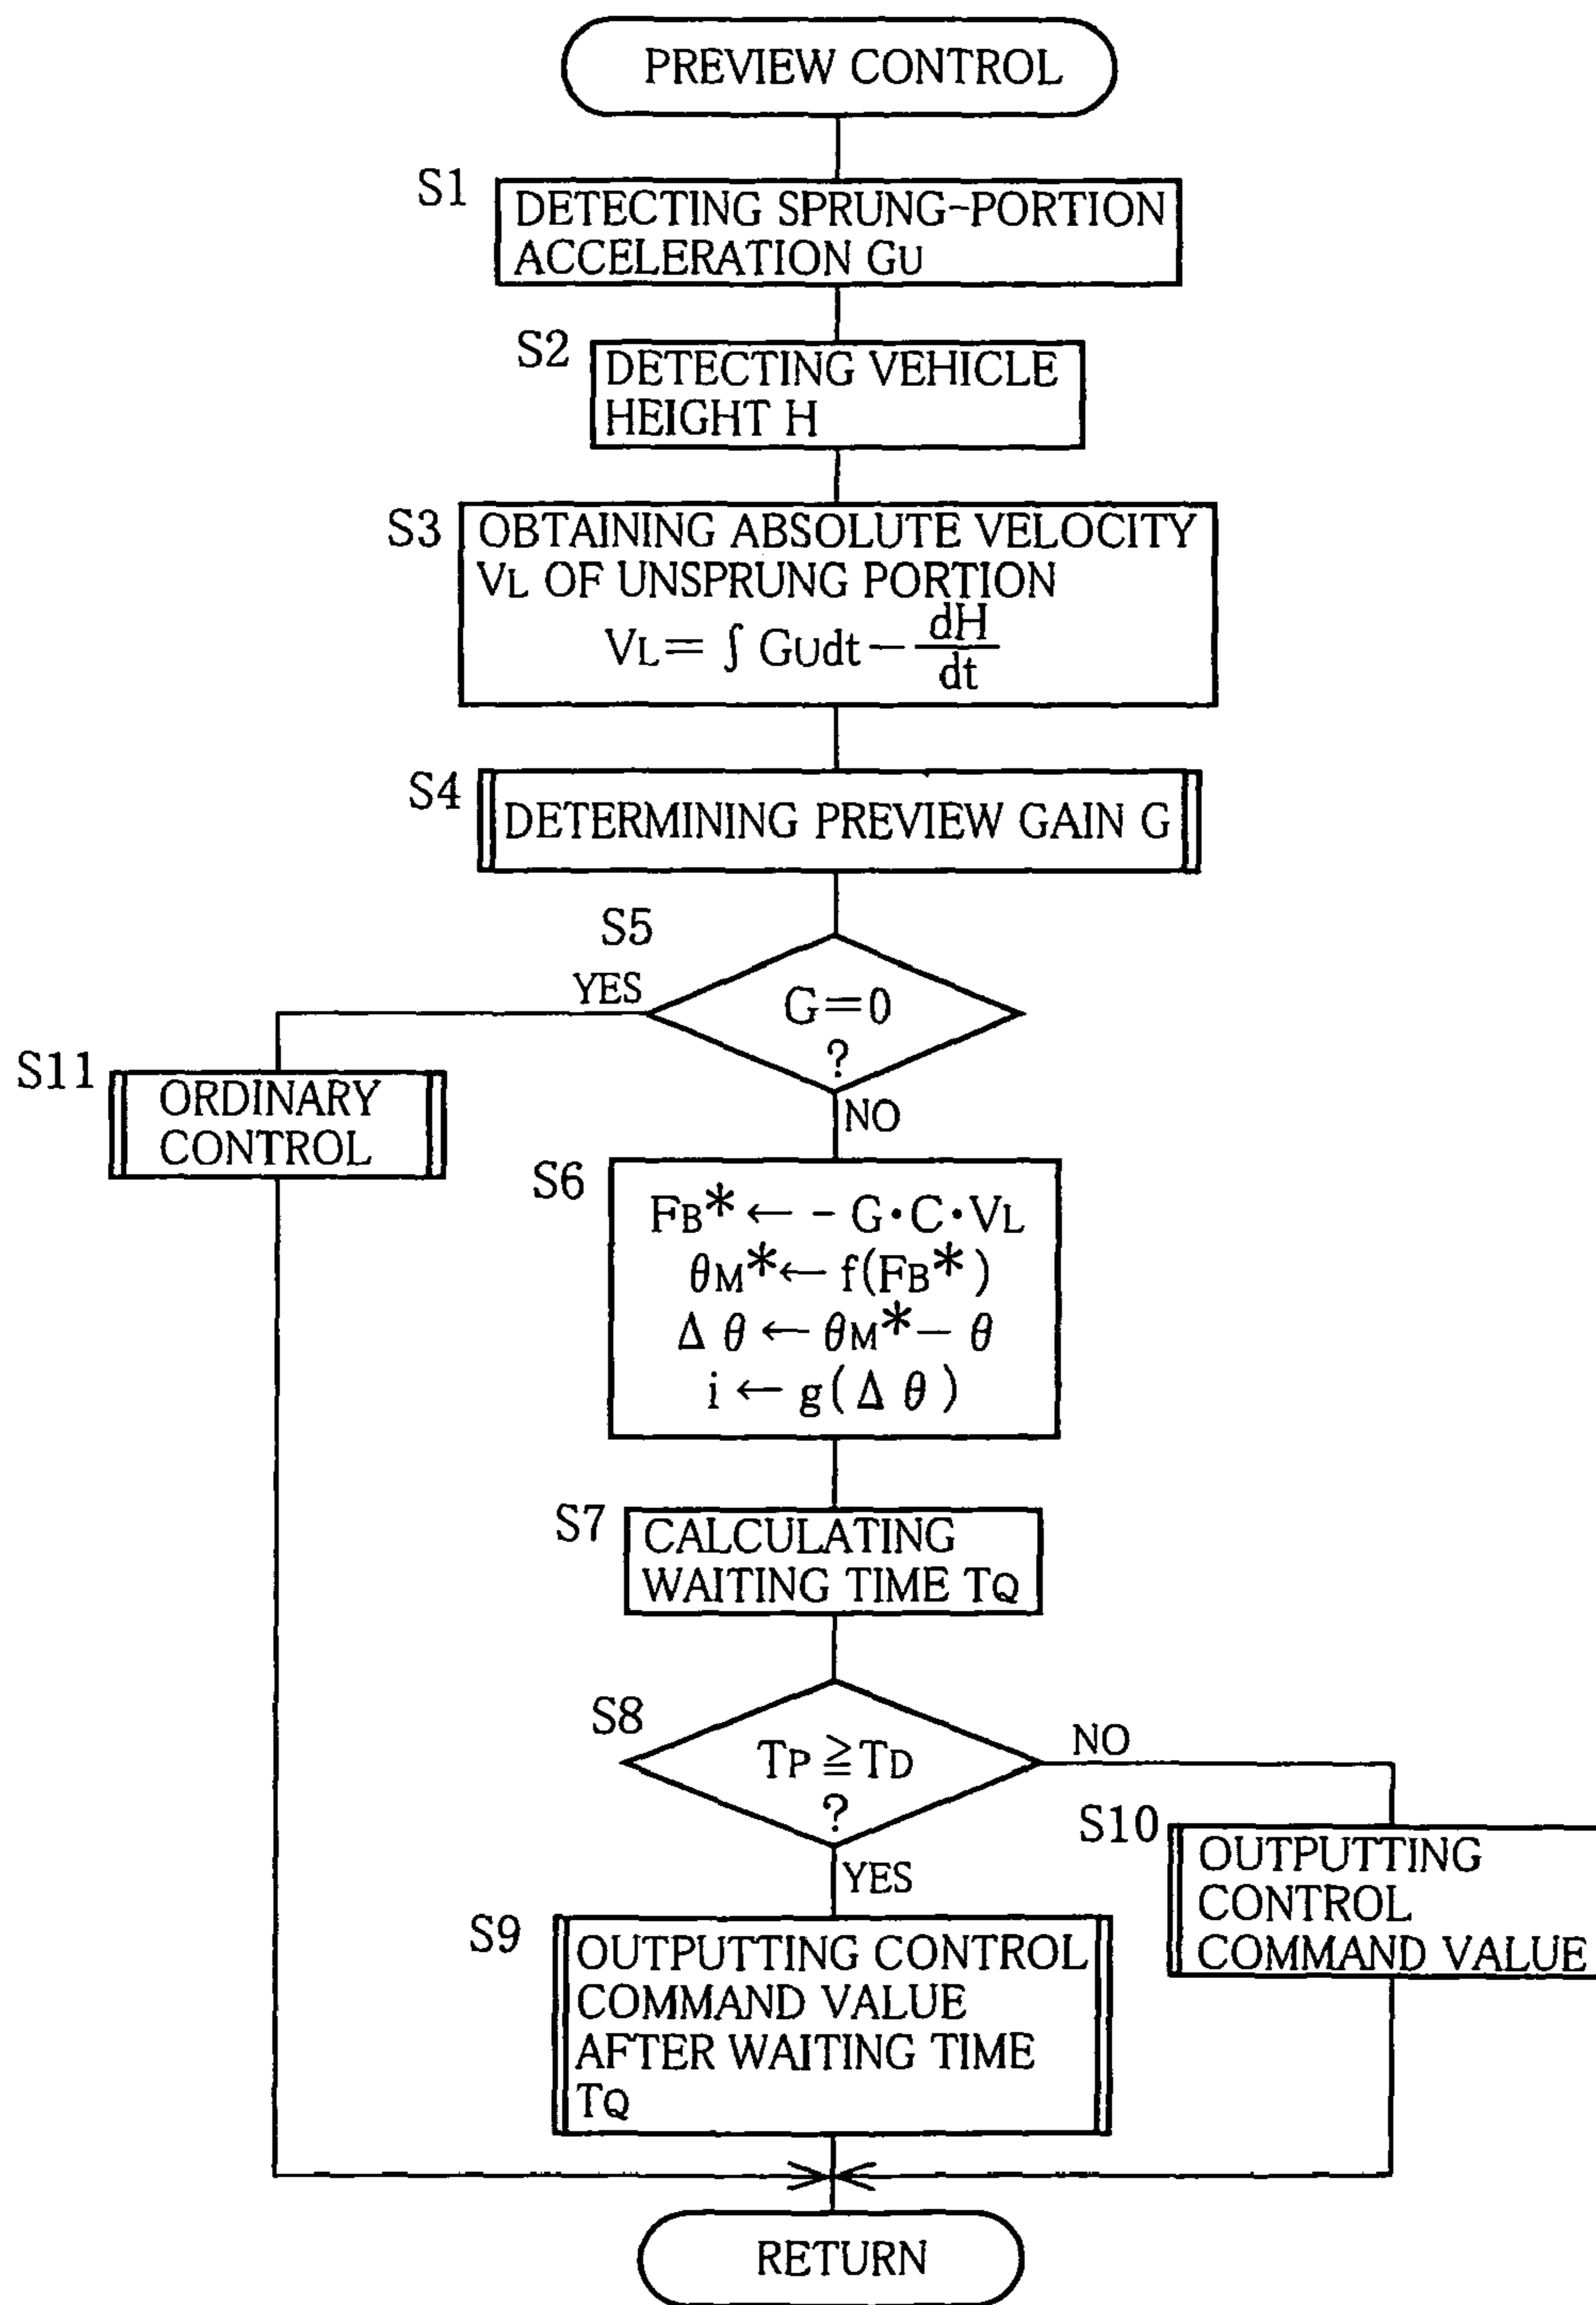 PREVIEW CONTROL
S1
DETECTING SPRUNG-PORTION
ACCELERATION GU
S2
DETECTING VEHICLE
HEIGHT H
S3
OBTAINING ABSOLUTE VELOCITY
VL OF UNSPRUNG PORTION
VL= ∫ GUdt − dH/dt
S4
DETERMINING PREVIEW GAIN G
S5
G=0
?
YES
NO
S11
ORDINARY
CONTROL
S6
FB* ← - G・C・VL
θM* ← f(FB*)
Δ θ ← θM* − θ
i ← g( Δ θ )
S7
CALCULATING
WAITING TIME TQ
S8
TP ≧ TD
?
NO
YES
S10
OUTPUTTING
CONTROL
COMMAND VALUE
S9
OUTPUTTING CONTROL
COMMAND VALUE
AFTER WAITING TIME
TQ
RETURN